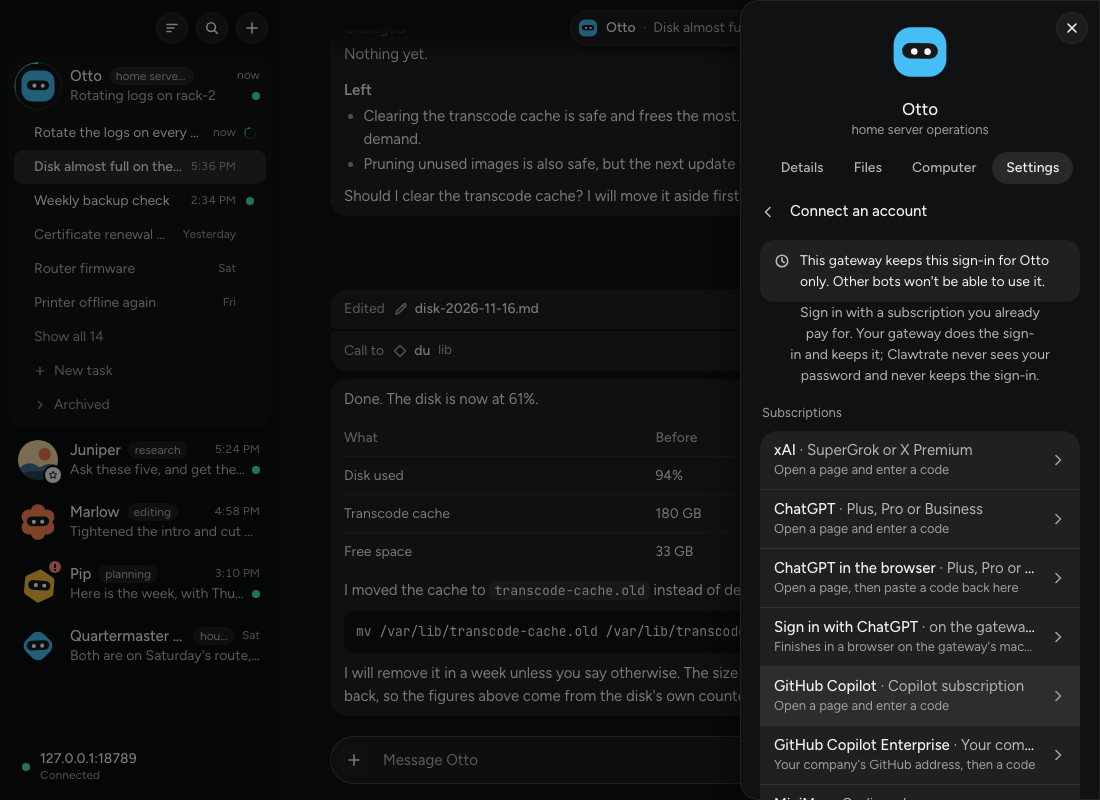 Otto home serve... now
Rotating logs on rack-2
Rotate the logs on every ... now
Disk almost full on the... 5:36 PM
Weekly backup check 2:34 PM
Certificate renewal ... Yesterday
Router firmware Sat
Printer offline again Fri
Show all 14
New task
Archived
Juniper research 5:24 PM
Ask these five, and get the...
Marlow editing 4:58 PM
Tightened the intro and cut ...
Pip planning 3:10 PM
Here is the week, with Thu...
Quartermaster ... hou... Sat
Both are on Saturday's route,...
127.0.0.1:18789
Connected
Otto · Disk almost fu
Changed
Nothing yet.
Left
• Clearing the transcode cache is safe and frees the most.
demand.
• Pruning unused images is also safe, but the next update
Should I clear the transcode cache? I will move it aside first
Edited disk-2026-11-16.md
Call to du lib
Done. The disk is now at 61%.
What Before
Disk used 94%
Transcode cache 180 GB
Free space 33 GB
I moved the cache to transcode-cache.old instead of de
mv /var/lib/transcode-cache.old /var/lib/transcod
I will remove it in a week unless you say otherwise. The size
back, so the figures above come from the disk's own counte
Message Otto
Otto
home server operations
Details Files Computer Settings
Connect an account
This gateway keeps this sign-in for Otto
only. Other bots won't be able to use it.
Sign in with a subscription you already
pay for. Your gateway does the sign-
in and keeps it; Clawtrate never sees your
password and never keeps the sign-in.
Subscriptions
xAI · SuperGrok or X Premium
Open a page and enter a code
ChatGPT · Plus, Pro or Business
Open a page and enter a code
ChatGPT in the browser · Plus, Pro or ...
Open a page, then paste a code back here
Sign in with ChatGPT · on the gatewa...
Finishes in a browser on the gateway's mac...
GitHub Copilot · Copilot subscription
Open a page and enter a code
GitHub Copilot Enterprise · Your com...
Your company's GitHub address, then a code